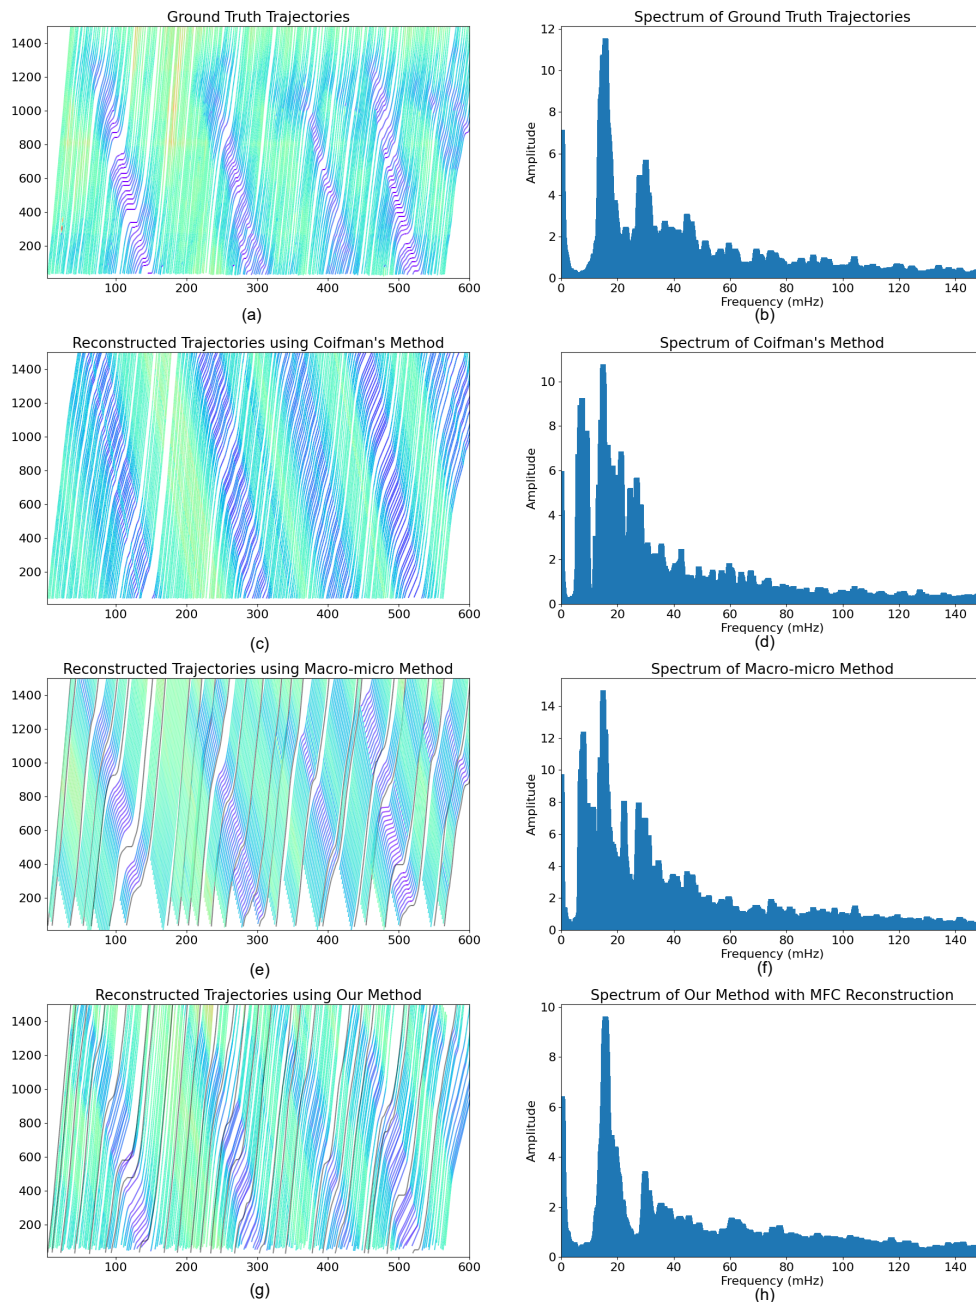 Ground Truth Trajectories
1400
1200
1000
800
600
400
200
100 200 300 400 500 600
(a)
Spectrum of Ground Truth Trajectories
12
10
8
6
4
2
0
Amplitude
0 20 40 60 80 100 120 140
Frequency (mHz)
(b)
Reconstructed Trajectories using Coifman's Method
1400
1200
1000
800
600
400
200
100 200 300 400 500 600
(c)
Spectrum of Coifman's Method
10
8
6
4
2
0
Amplitude
0 20 40 60 80 100 120 140
Frequency (mHz)
(d)
Reconstructed Trajectories using Macro-micro Method
1400
1200
1000
800
600
400
200
100 200 300 400 500 600
(e)
Spectrum of Macro-micro Method
14
12
10
8
6
4
2
0
Amplitude
0 20 40 60 80 100 120 140
Frequency (mHz)
(f)
Reconstructed Trajectories using Our Method
1400
1200
1000
800
600
400
200
100 200 300 400 500 600
(g)
Spectrum of Our Method with MFC Reconstruction
10
8
6
4
2
0
Amplitude
0 20 40 60 80 100 120 140
Frequency (mHz)
(h)